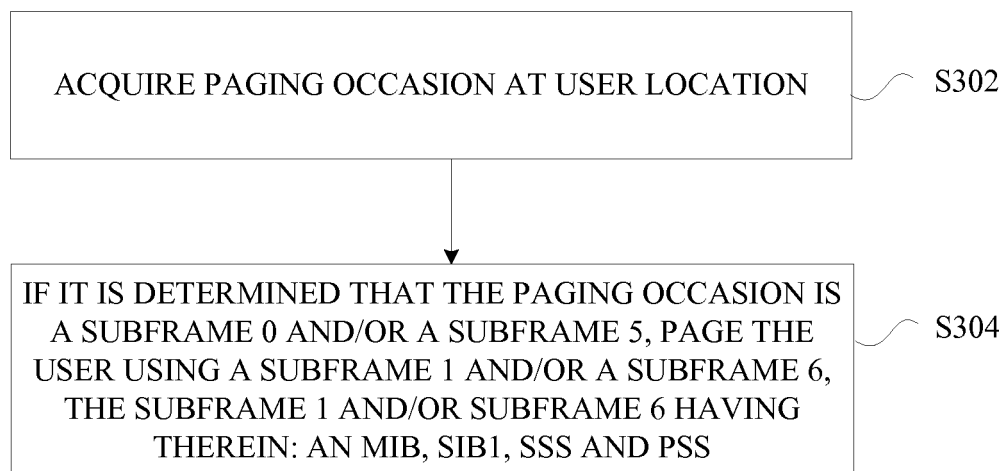 ACQUIRE PAGING OCCASION AT USER LOCATION
S302
IF IT IS DETERMINED THAT THE PAGING OCCASION IS
A SUBFRAME 0 AND/OR A SUBFRAME 5, PAGE THE
USER USING A SUBFRAME 1 AND/OR A SUBFRAME 6,
THE SUBFRAME 1 AND/OR SUBFRAME 6 HAVING
THEREIN: AN MIB, SIB1, SSS AND PSS
S304